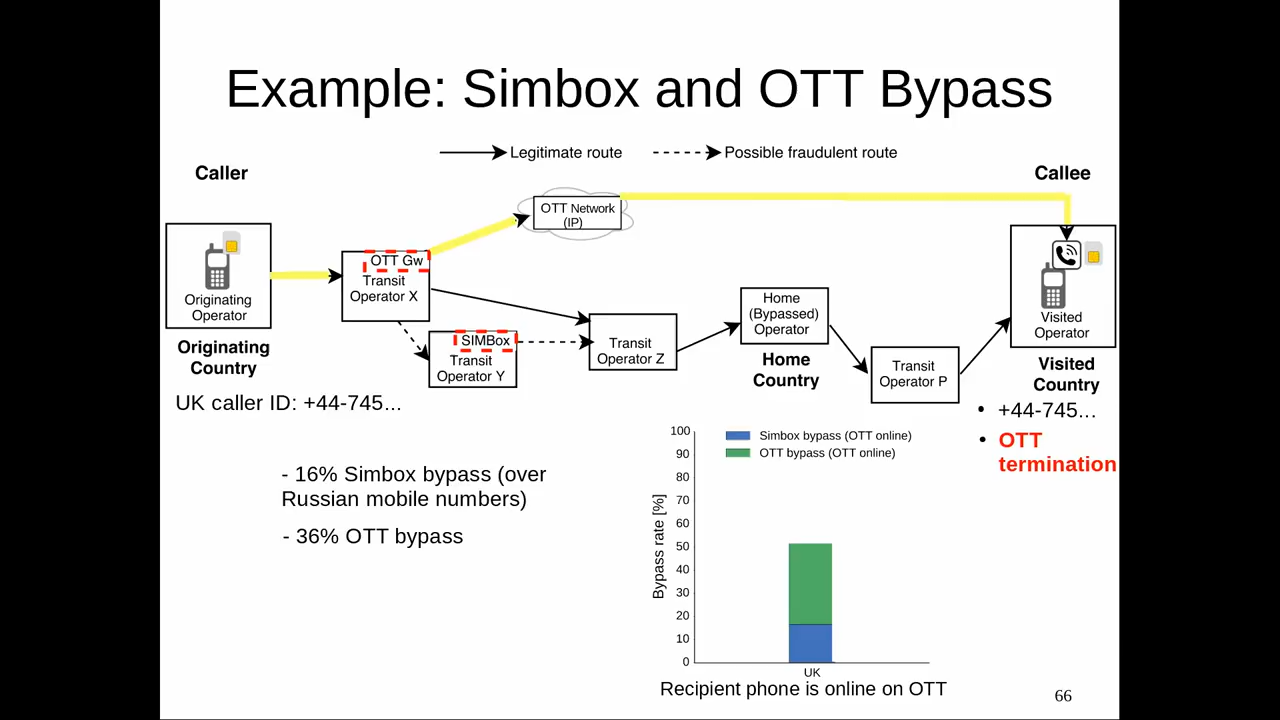 Example: Simbox and OTT Bypass
Legitimate route
Possible fraudulent route
Caller
Callee
OTT Network
(IP)
OTT Gw
Transit
Operator X
Originating
Operator
Originating
Country
UK caller ID: +44-745...
SIMBox
Transit
Operator Y
Transit
Operator Z
Home
(Bypassed)
Operator
Home
Country
Transit
Operator P
Visited
Operator
Visited
Country
• +44-745...
• OTT
termination
- 16% Simbox bypass (over
Russian mobile numbers)
- 36% OTT bypass
Simbox bypass (OTT online)
OTT bypass (OTT online)
Bypass rate [%]
100
90
80
70
60
50
40
30
20
10
0
UK
Recipient phone is online on OTT
66